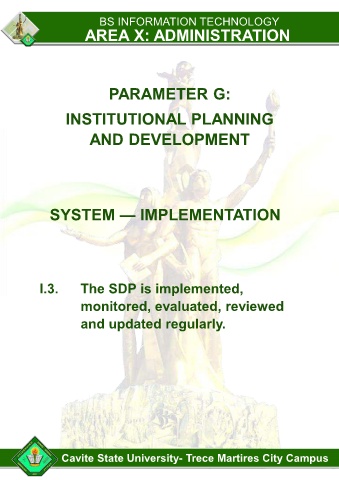 BS INFORMATION TECHNOLOGY
AREA X: ADMINISTRATION
PARAMETER G:
INSTITUTIONAL PLANNING
AND DEVELOPMENT
SYSTEM — IMPLEMENTATION
I.3. The SDP is implemented,
monitored, evaluated, reviewed
and updated regularly.
Cavite State University- Trece Martires City Campus